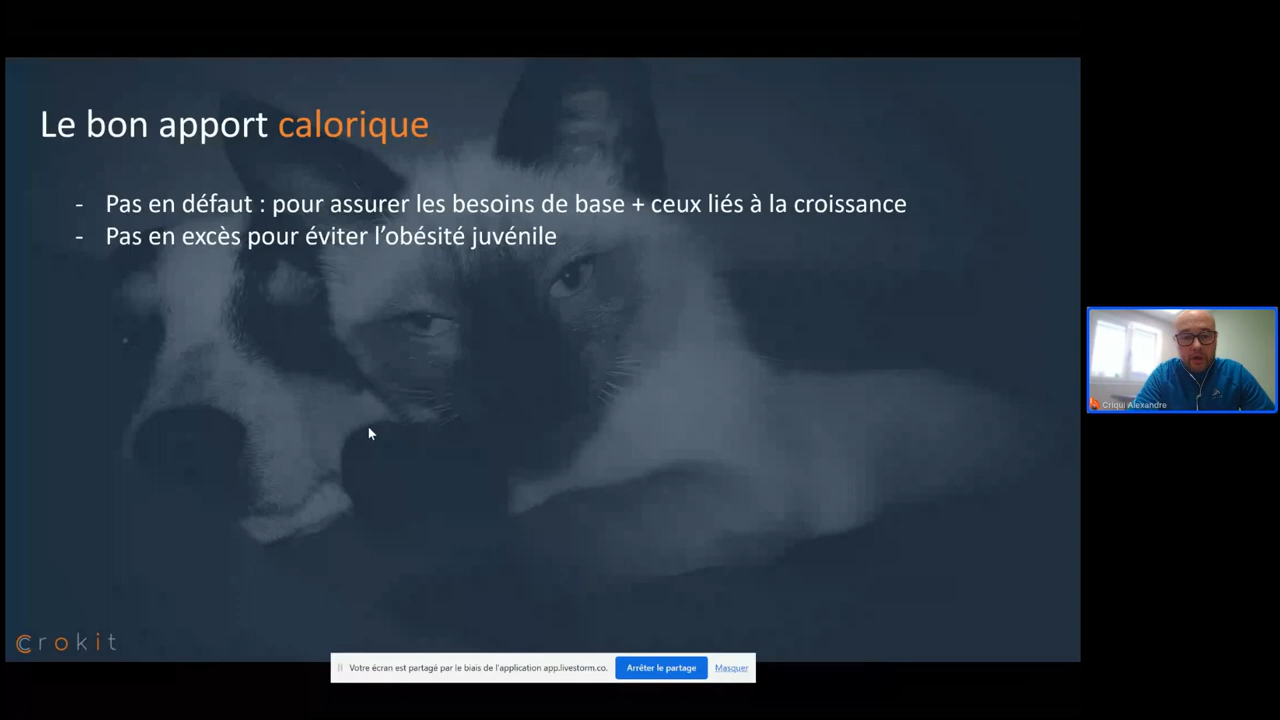 Le bon apport calorique
- Pas en défaut : pour assurer les besoins de base + ceux liés à la croissance
- Pas en excès pour éviter l’obésité juvénile
Criqui Alexandre
crokit
Votre écran est partagé par le biais de l'application app.livestorm.co. Arrêter le partage Masquer